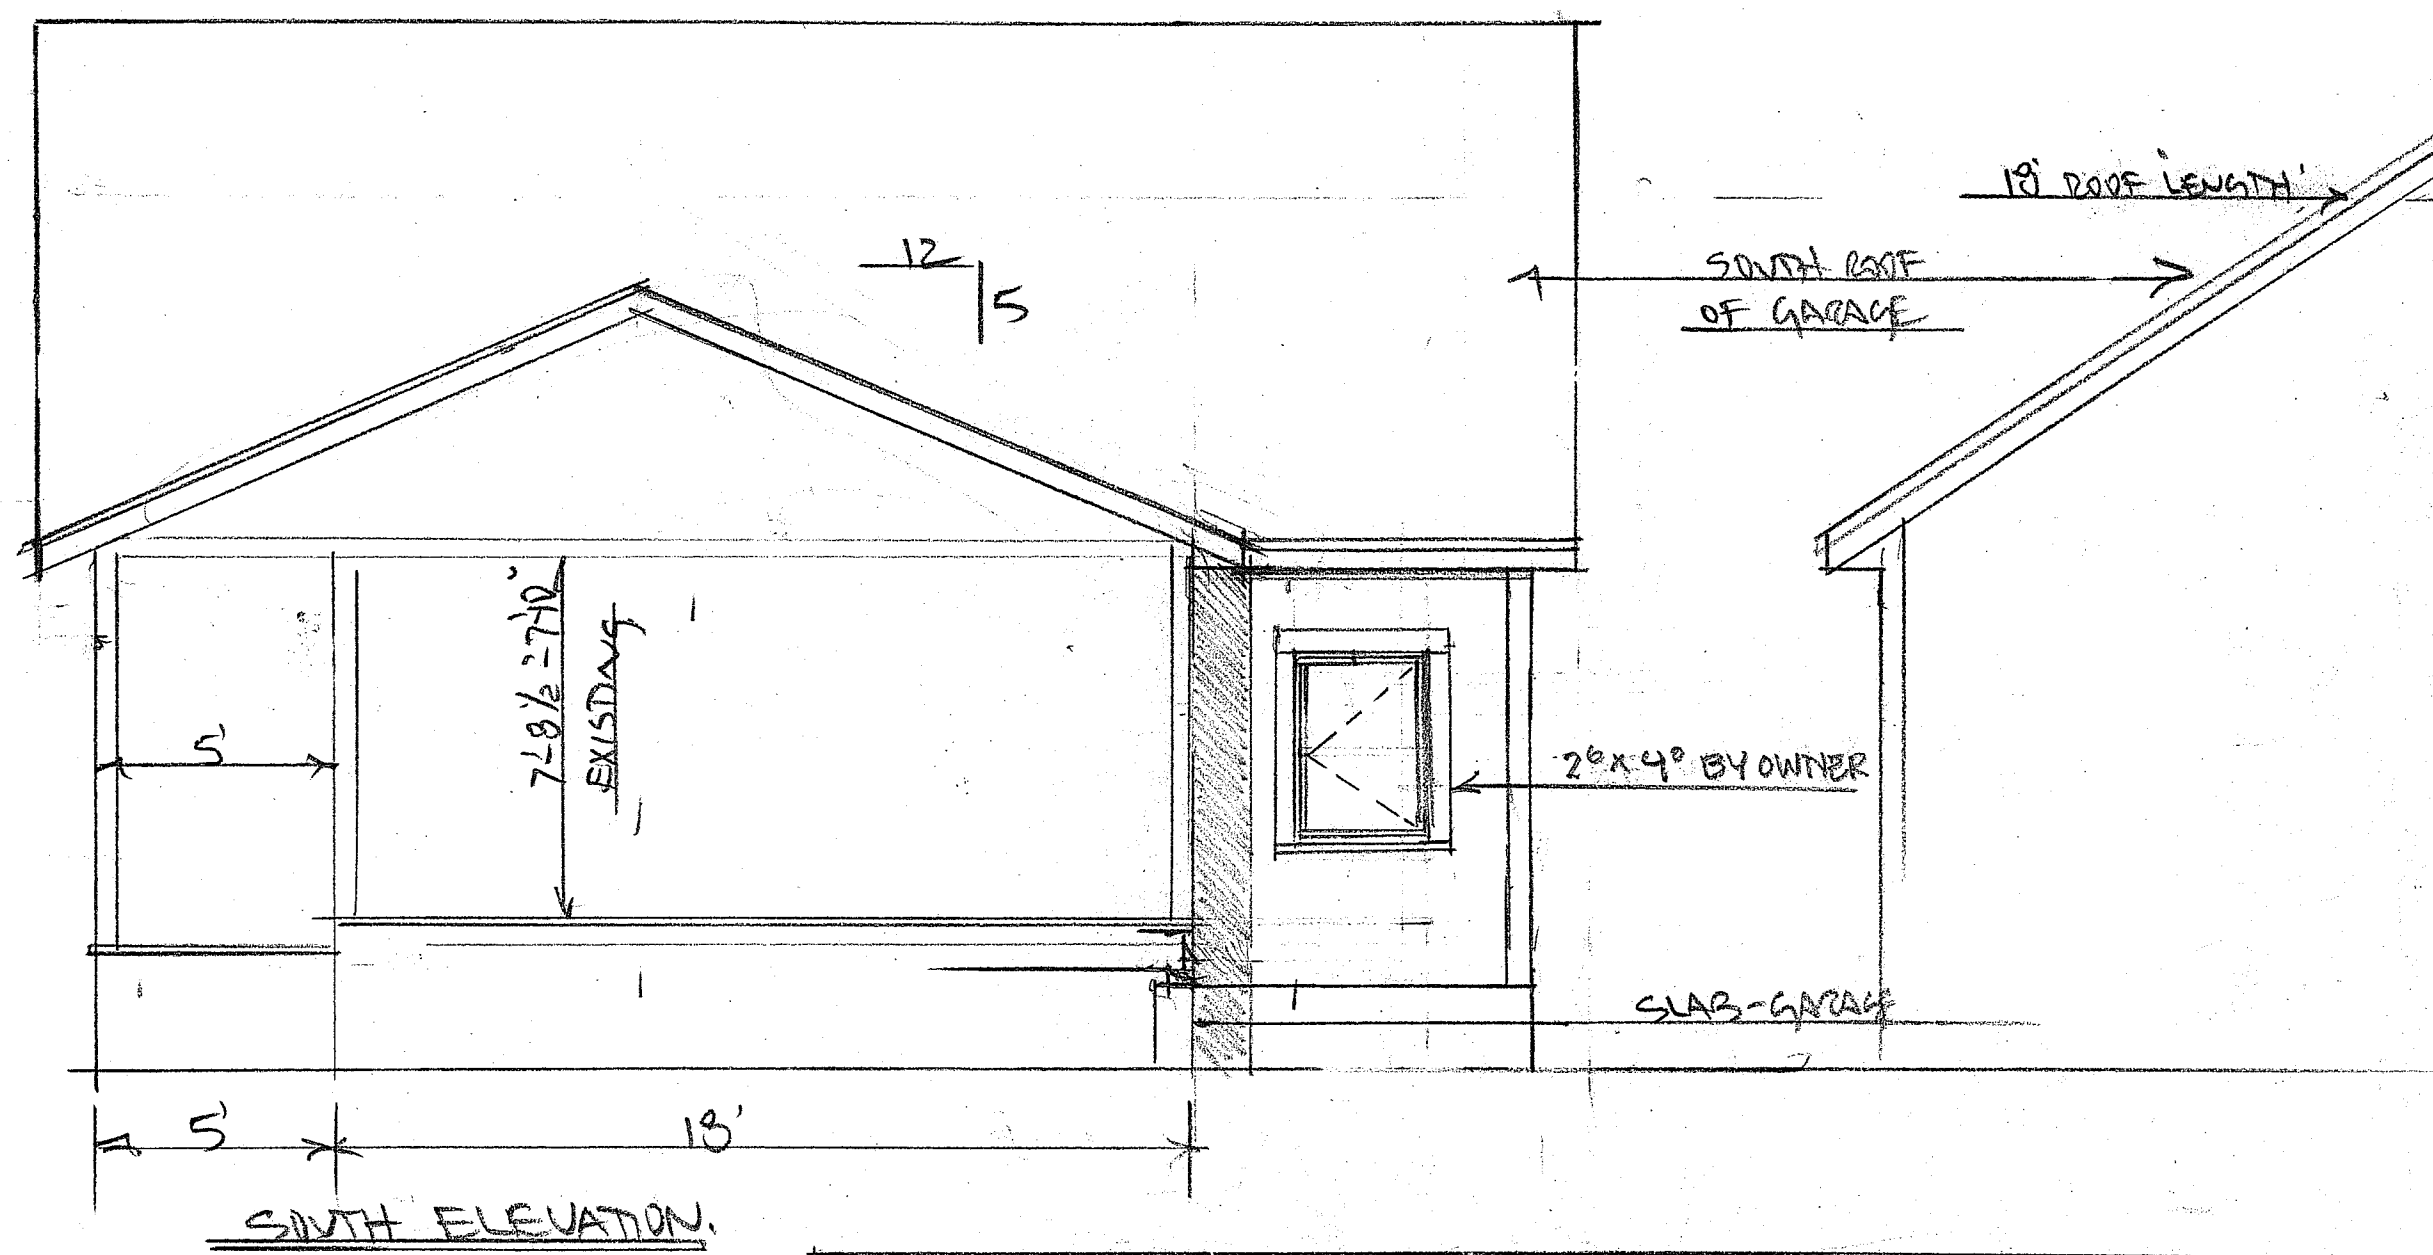 18' ROOF LENGTH
12
5
SOUTH ROOF
OF GARAGE
7'-8½"-7'-10"
EXISTING
5'
2⁶ x 4⁰ BY OWNER
SLAB-GARAGE
5'
18'
SOUTH ELEVATION.